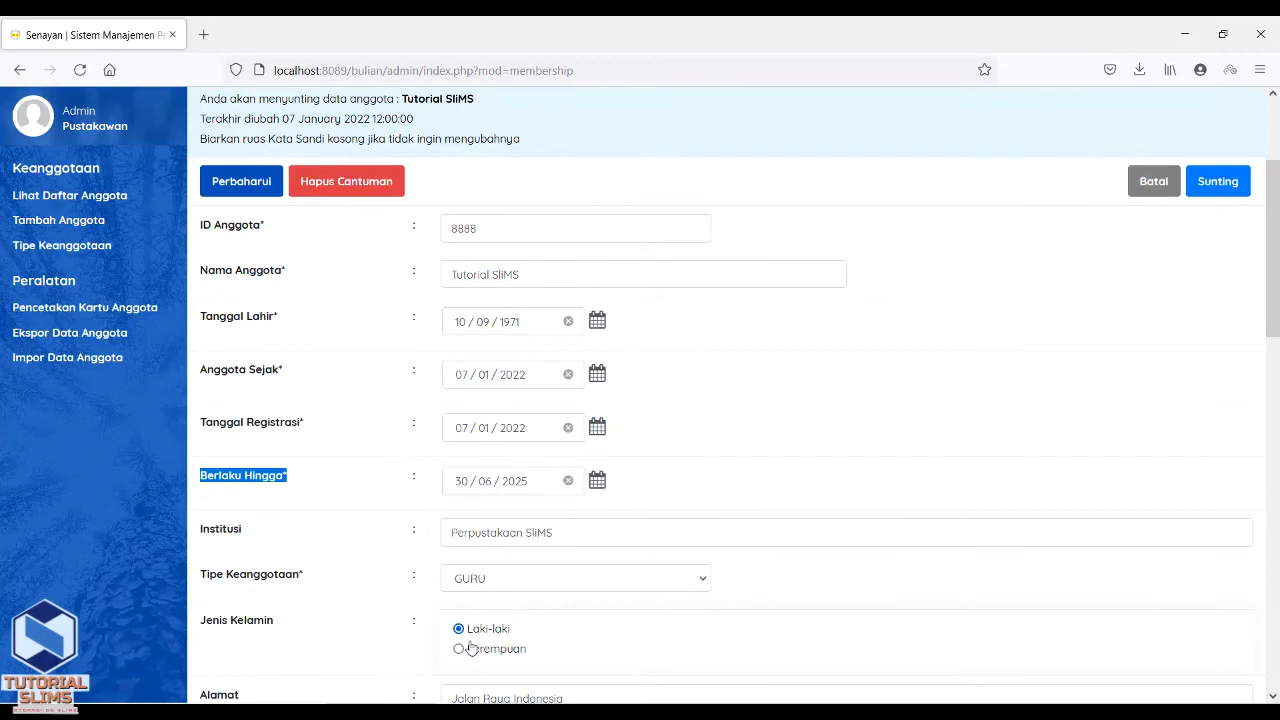 Senayan | Sistem Manajemen Pe
localhost:8089/bulian/admin/index.php?mod=membership
Admin
Pustakawan
Keanggotaan
Lihat Daftar Anggota
Tambah Anggota
Tipe Keanggotaan
Peralatan
Pencetakan Kartu Anggota
Ekspor Data Anggota
Impor Data Anggota
Anda akan menyunting data anggota : Tutorial SliMS
Terakhir diubah 07 January 2022 12:00:00
Biarkan ruas Kata Sandi kosong jika tidak ingin mengubahnya
Perbaharui Hapus Cantuman Batal Sunting
ID Anggota* : 8888
Nama Anggota* : Tutorial SliMS
Tanggal Lahir* : 10 / 09 / 1971
Anggota Sejak* : 07 / 01 / 2022
Tanggal Registrasi* : 07 / 01 / 2022
Berlaku Hingga* : 30 / 06 / 2025
Institusi : Perpustakaan SliMS
Tipe Keanggotaan* : GURU
Jenis Kelamin : Laki-laki
Perempuan
Alamat : Jalan Raya Indonesia
TUTORIAL
SLIMS